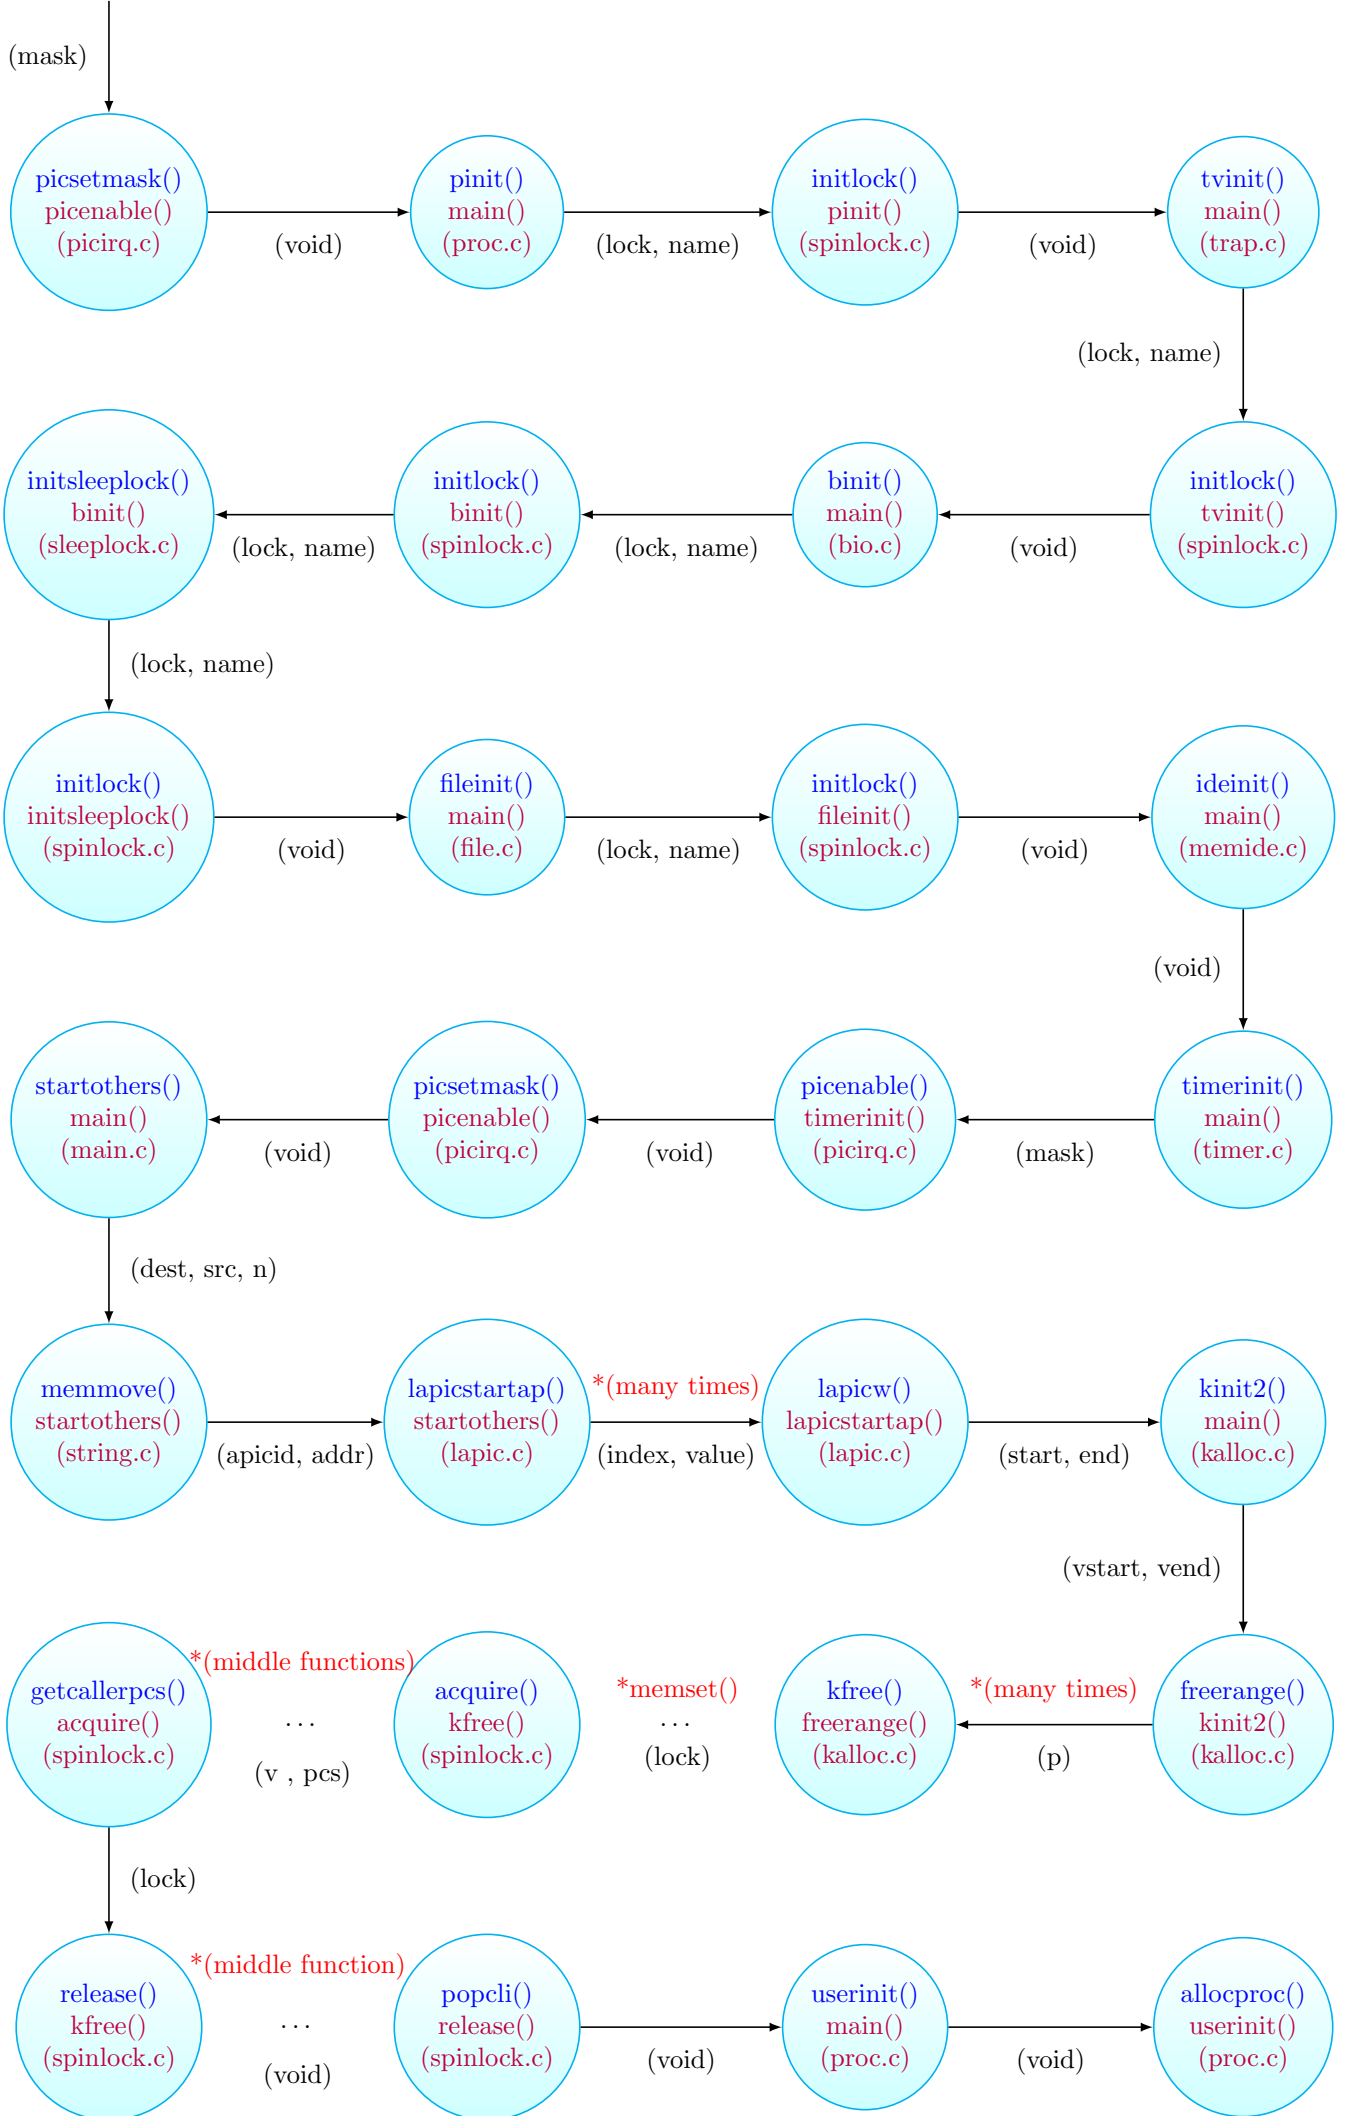 (mask)
picsetmask()
picenable()
(picirq.c)
(void)
pinit()
main()
(proc.c)
(lock, name)
initlock()
pinit()
(spinlock.c)
(void)
tvinit()
main()
(trap.c)
(lock, name)
initlock()
tvinit()
(spinlock.c)
(void)
binit()
main()
(bio.c)
(lock, name)
initlock()
binit()
(spinlock.c)
(lock, name)
initsleeplock()
binit()
(sleeplock.c)
(lock, name)
initlock()
initsleeplock()
(spinlock.c)
(void)
fileinit()
main()
(file.c)
(lock, name)
initlock()
fileinit()
(spinlock.c)
(void)
ideinit()
main()
(memide.c)
(void)
timerinit()
main()
(timer.c)
(mask)
picenable()
timerinit()
(picirq.c)
(void)
picsetmask()
picenable()
(picirq.c)
(void)
startothers()
main()
(main.c)
(dest, src, n)
memmove()
startothers()
(string.c)
(apicid, addr)
lapicstartap()
startothers()
(lapic.c)
*(many times)
(index, value)
lapicw()
lapicstartap()
(lapic.c)
(start, end)
kinit2()
main()
(kalloc.c)
(vstart, vend)
freerange()
kinit2()
(kalloc.c)
*(many times)
(p)
kfree()
freerange()
(kalloc.c)
*memset()
...
(lock)
acquire()
kfree()
(spinlock.c)
*(middle functions)
...
(v , pcs)
getcallerpcs()
acquire()
(spinlock.c)
(lock)
release()
kfree()
(spinlock.c)
*(middle function)
...
(void)
popcli()
release()
(spinlock.c)
(void)
userinit()
main()
(proc.c)
(void)
allocproc()
userinit()
(proc.c)